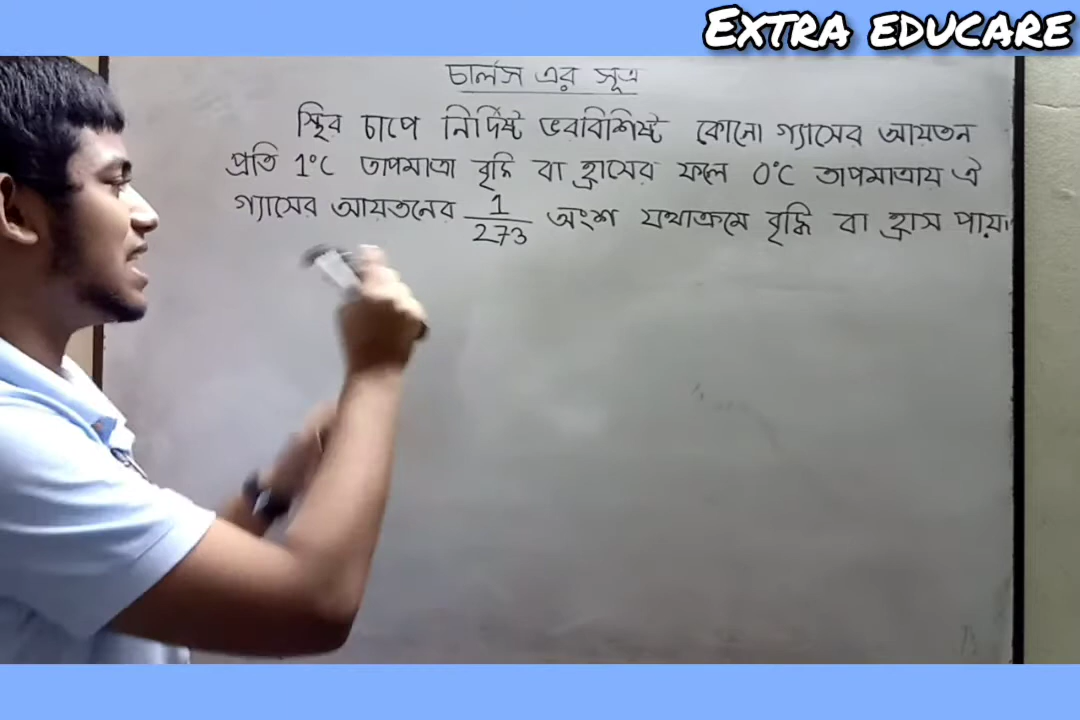 EXTRA EDUCARE
চার্লস এর সূত্র
স্থির চাপে নির্দিষ্ট ভরবিশিষ্ট কোনো গ্যাসের আয়তন
প্রতি 1°C তাপমাত্রা বৃদ্ধি বা হ্রাসের ফলে 0°C তাপমাত্রায় ঐ
গ্যাসের আয়তনের 1/273 অংশ যথাক্রমে বৃদ্ধি বা হ্রাস পায়।